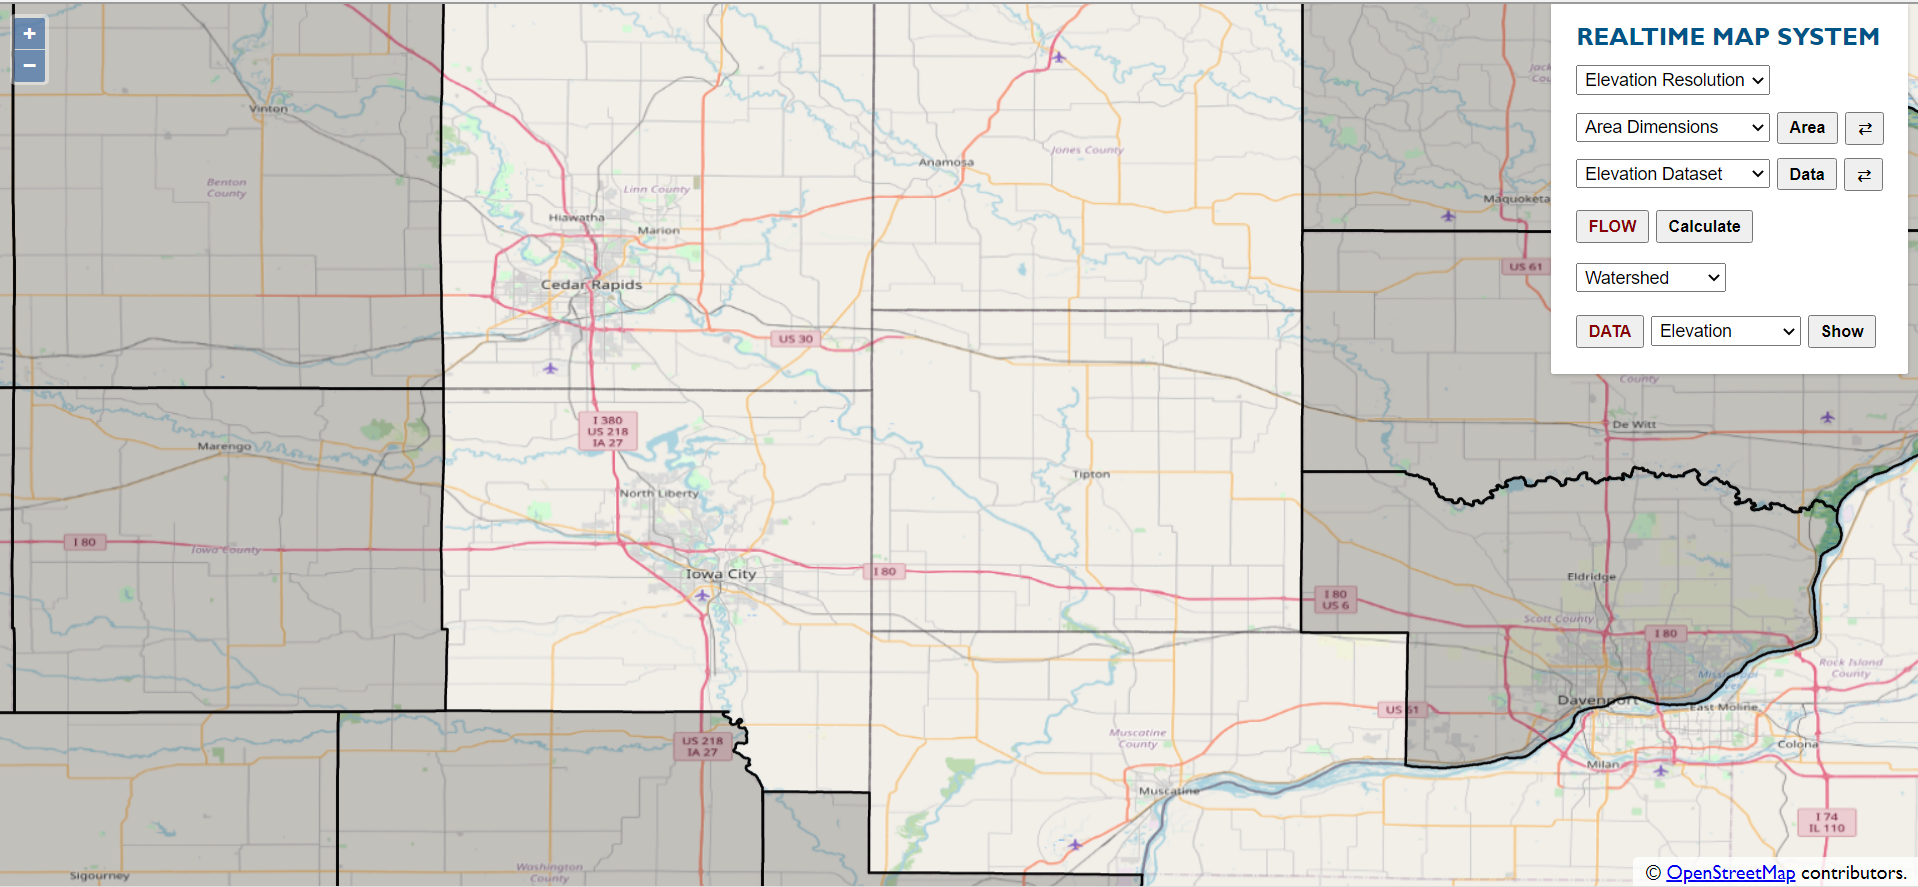 +
−
REALTIME MAP SYSTEM
Elevation Resolution
Area Dimensions
Area
⇄
Elevation Dataset
Data
⇄
FLOW
Calculate
Watershed
DATA
Elevation
Show
Vinton
Benton
County
Linn County
Hiawatha
Marion
Cedar Rapids
Anamosa
Jones County
Maquoketa
US 61
US 30
County
De Witt
I 380
US 218
IA 27
Marengo
North Liberty
Tipton
I 80
Iowa County
Iowa City
I 80
I 80
US 6
Eldridge
Scott County
I 80
Rock Island
County
Mississippi
River
Davenport
East Moline
US 61
Muscatine
County
US 218
IA 27
Colona
Milan
Muscatine
I 74
IL 110
Sigourney
Washington
County
© OpenStreetMap contributors.